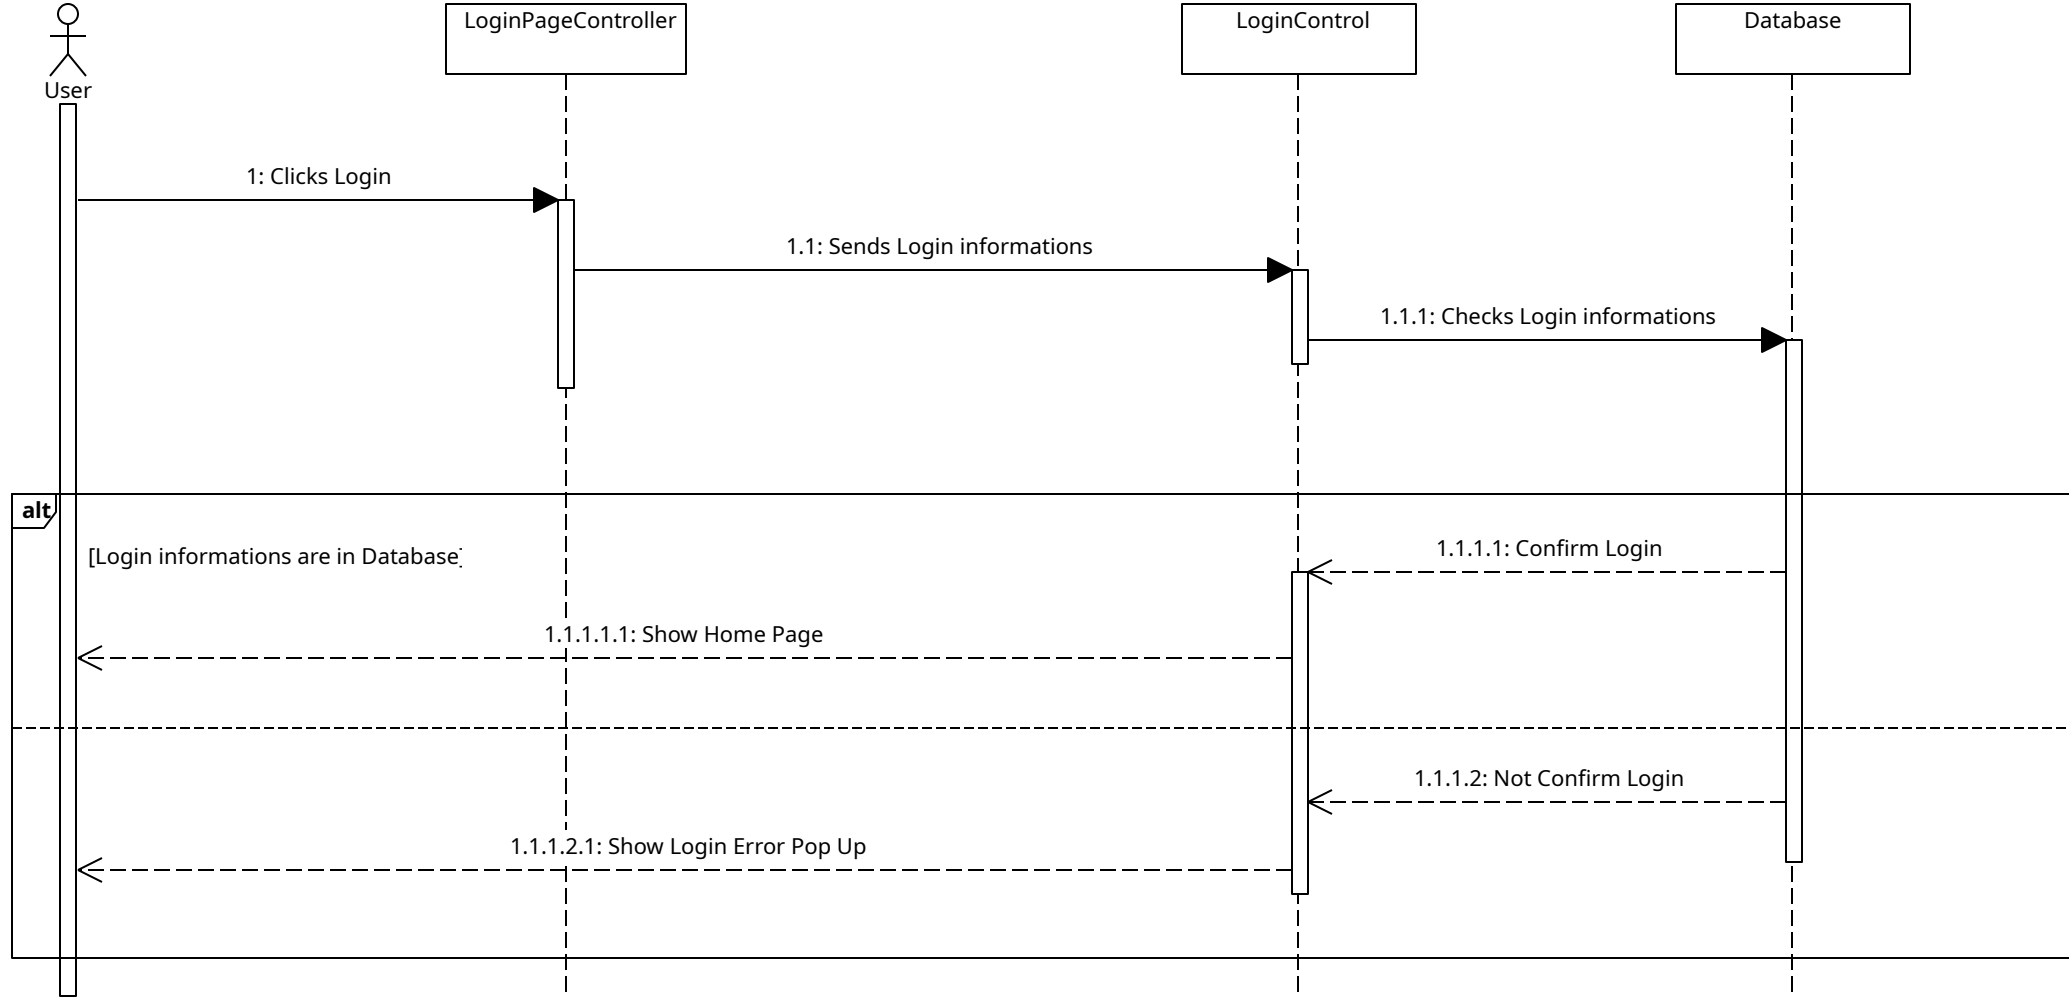 LoginPageController
LoginControl
Database
User
1: Clicks Login
1.1: Sends Login informations
1.1.1: Checks Login informations
alt
[Login informations are in Database]
1.1.1.1: Confirm Login
1.1.1.1.1: Show Home Page
1.1.1.2: Not Confirm Login
1.1.1.2.1: Show Login Error Pop Up